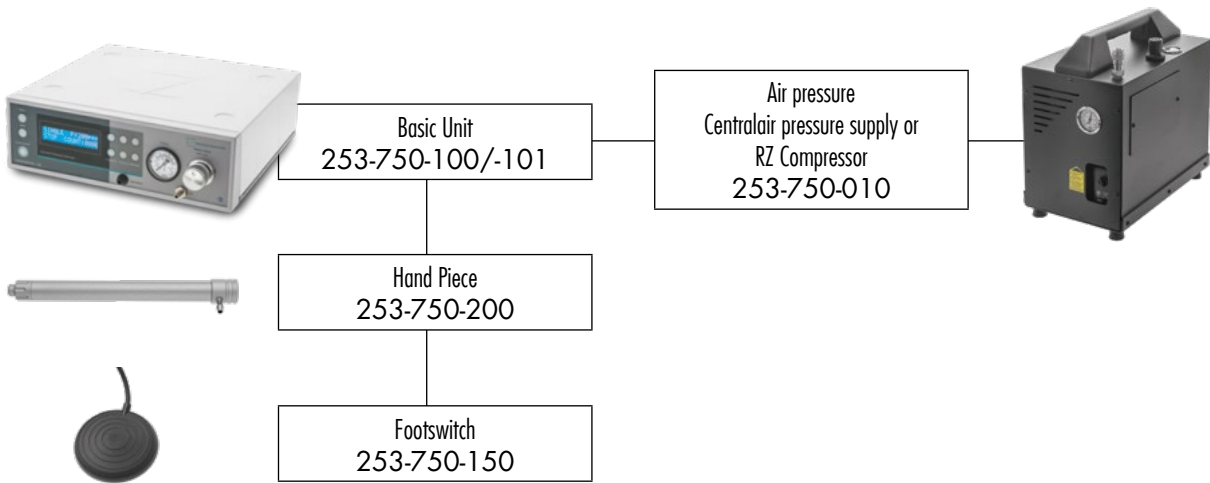 Basic Unit
253-750-100/-101
Air pressure
Centralair pressure supply or
RZ Compressor
253-750-010
Hand Piece
253-750-200
Footswitch
253-750-150